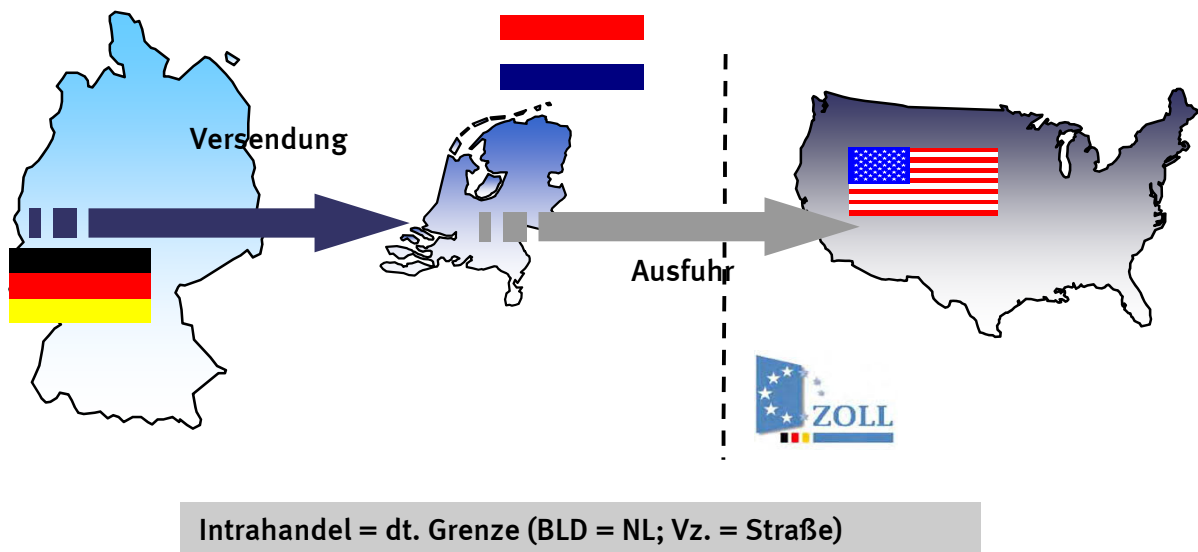 Versendung
Ausfuhr
ZOLL
Intrahandel = dt. Grenze (BLD = NL; Vz. = Straße)